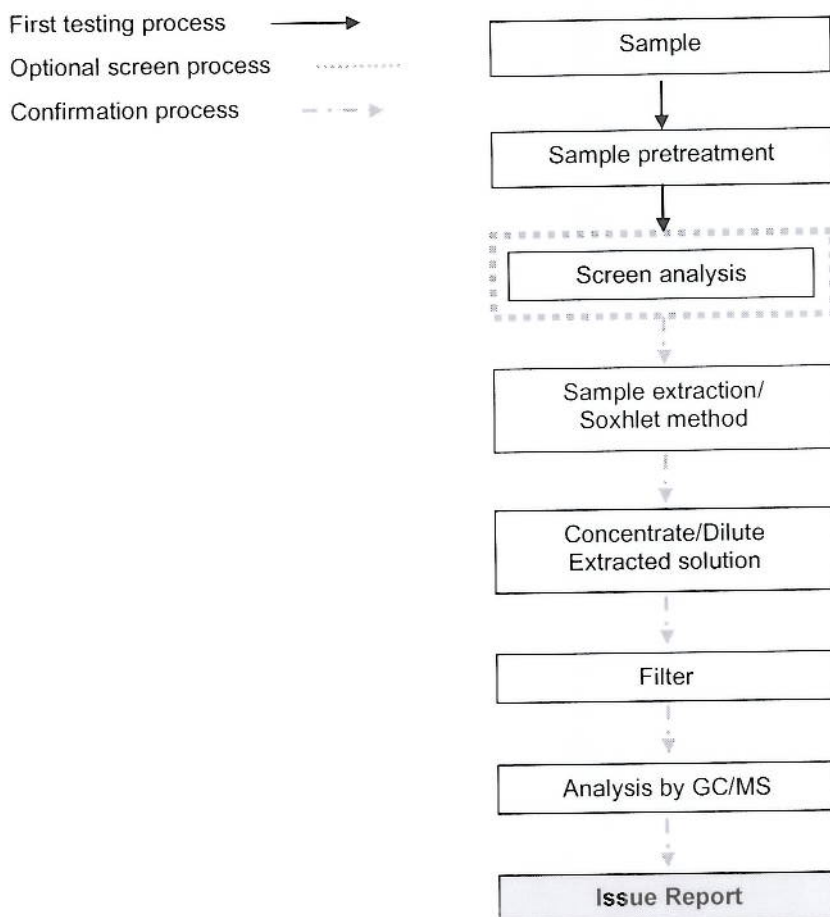 First testing process
Optional screen process
Confirmation process
Sample
Sample pretreatment
Screen analysis
Sample extraction/
Soxhlet method
Concentrate/Dilute
Extracted solution
Filter
Analysis by GC/MS
Issue Report